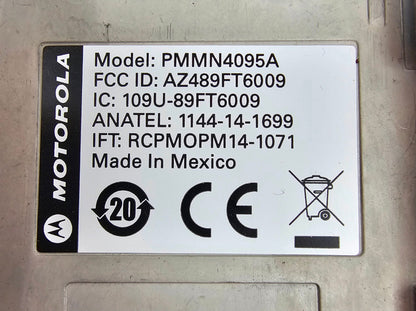 MOTOROLA
Model: PMMN4095A
FCC ID: AZ489FT6009
IC: 109U-89FT6009
ANATEL: 1144-14-1699
IFT: RCPMOPM14-1071
Made In Mexico
20
CE